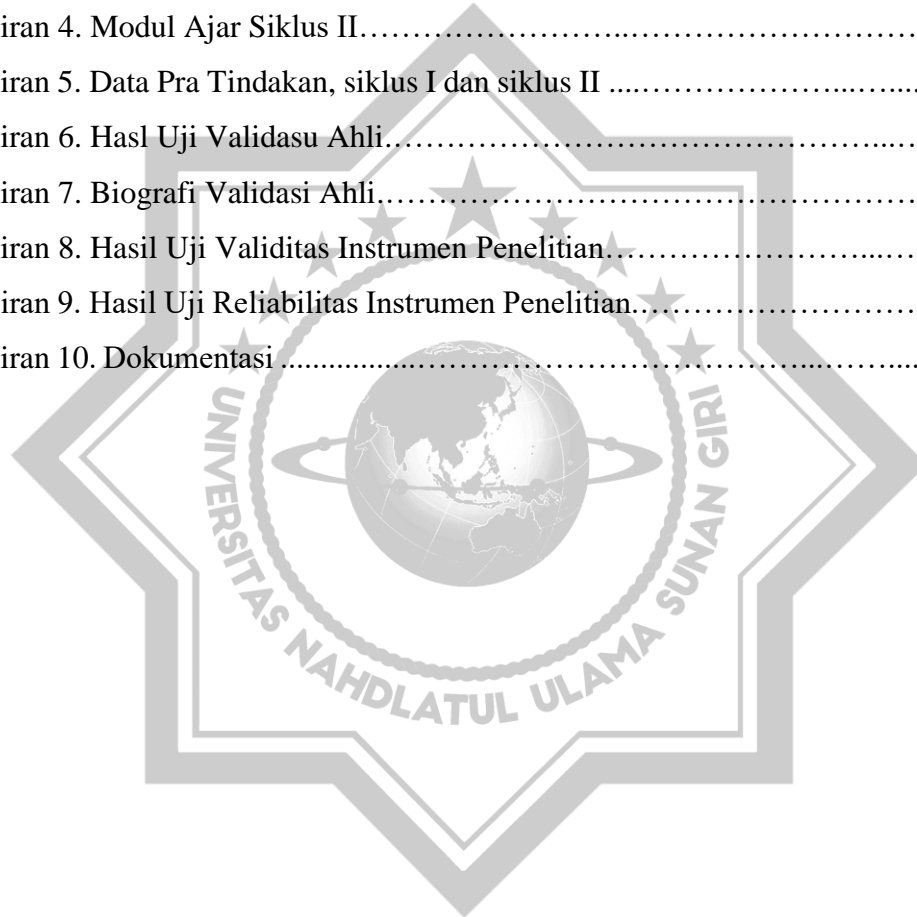 iran 4. Modul Ajar Siklus II……….…………………..……………………….
iran 5. Data Pra Tindakan, siklus I dan siklus II ....…………………...…....
iran 6. Hasl Uji Validasu Ahli.…………………………………………..…
iran 7. Biografi Validasi Ahli.……………………………………………
iran 8. Hasil Uji Validitas Instrumen Penelitian……………………...…
iran 9. Hasil Uji Reliabilitas Instrumen Penelitian.………………………
iran 10. Dokumentasi .................…………………………………...……....
UNIVERSITAS NAHDLATUL ULAMA SUNAN GIRI